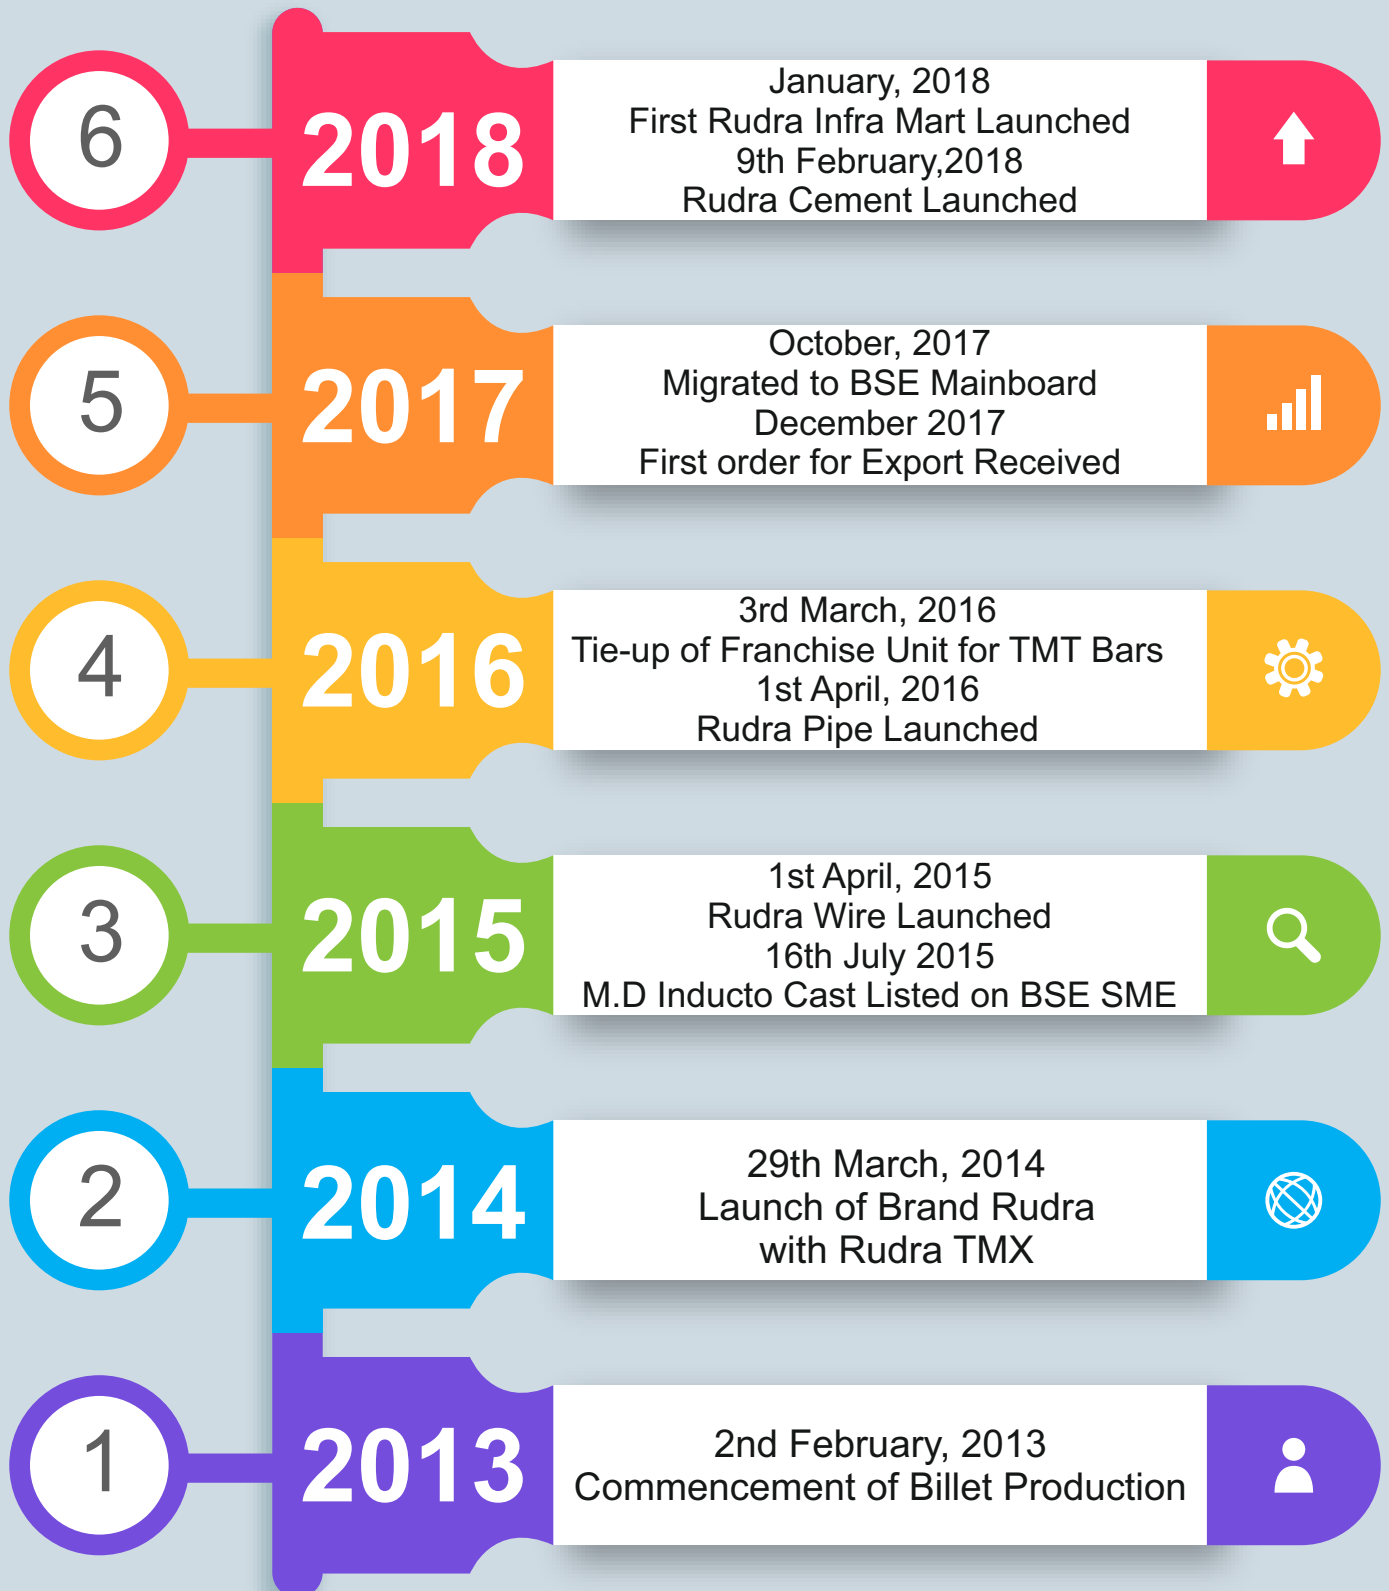 6
2018
January, 2018
First Rudra Infra Mart Launched
9th February,2018
Rudra Cement Launched
5
2017
October, 2017
Migrated to BSE Mainboard
December 2017
First order for Export Received
4
2016
3rd March, 2016
Tie-up of Franchise Unit for TMT Bars
1st April, 2016
Rudra Pipe Launched
3
2015
1st April, 2015
Rudra Wire Launched
16th July 2015
M.D Inducto Cast Listed on BSE SME
2
2014
29th March, 2014
Launch of Brand Rudra
with Rudra TMX
1
2013
2nd February, 2013
Commencement of Billet Production